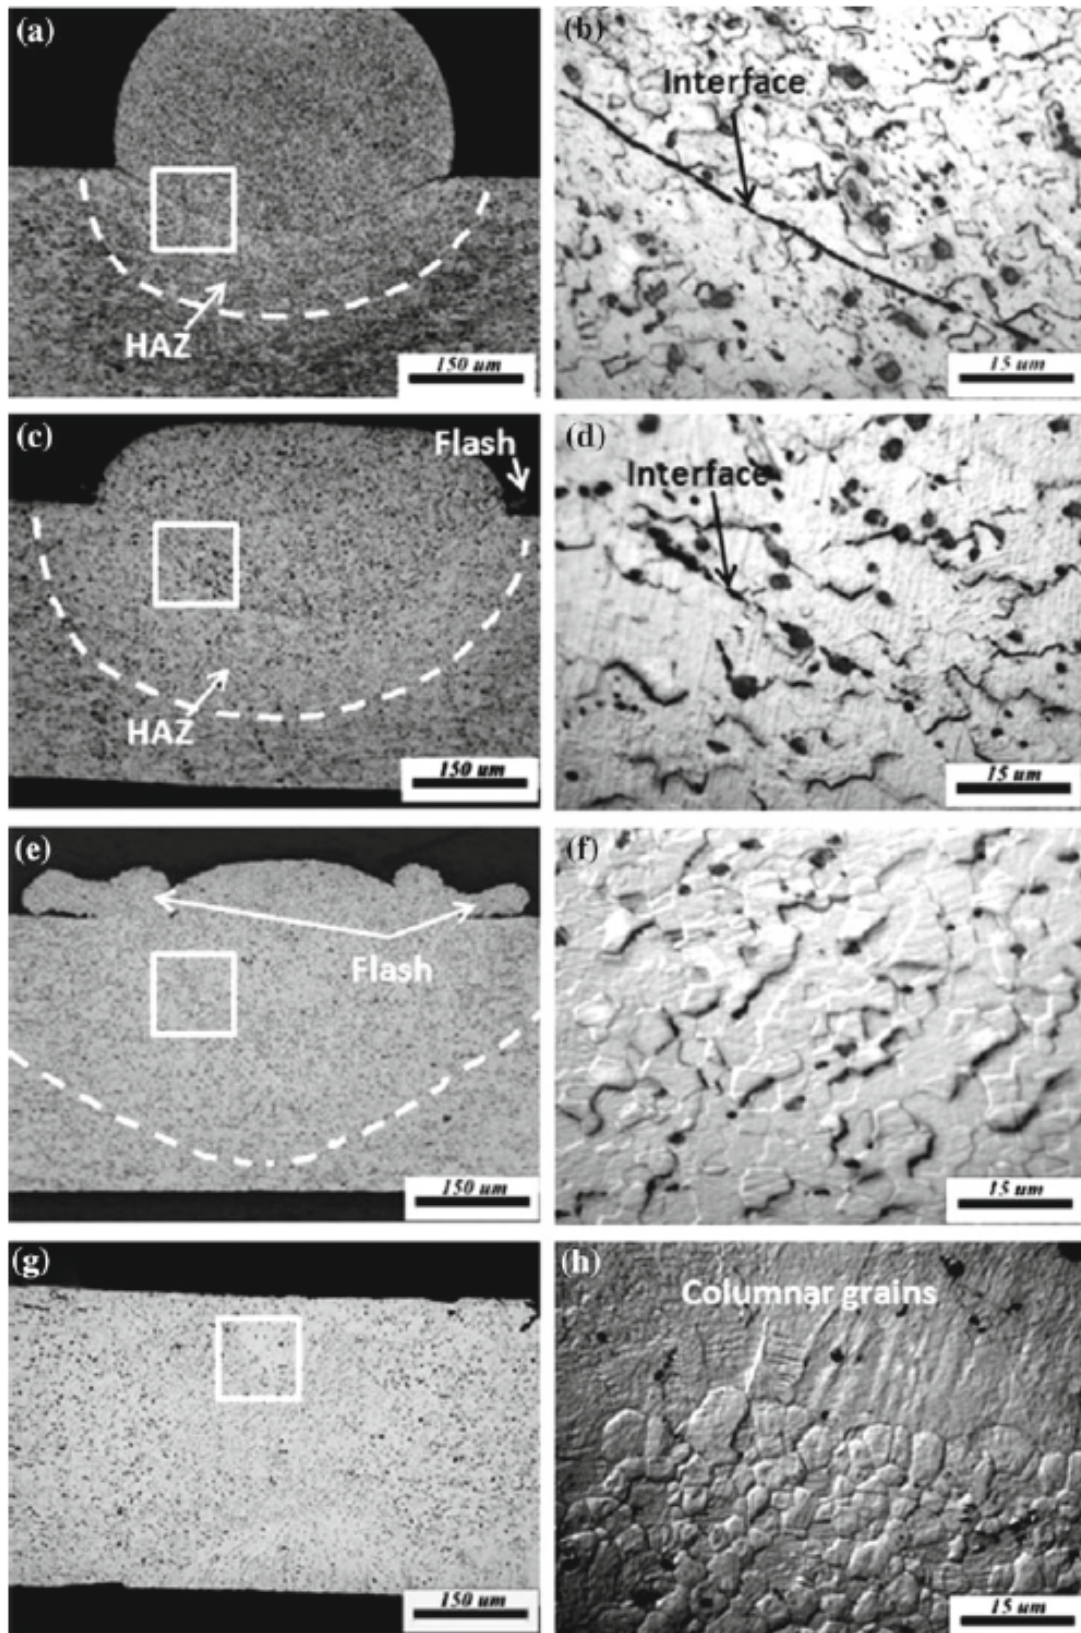 (a)
HAZ
150 um
(b)
Interface
15 um
(c)
Flash
HAZ
150 um
(d)
Interface
15 um
(e)
Flash
150 um
(f)
15 um
(g)
150 um
(h)
Columnar grains
15 um